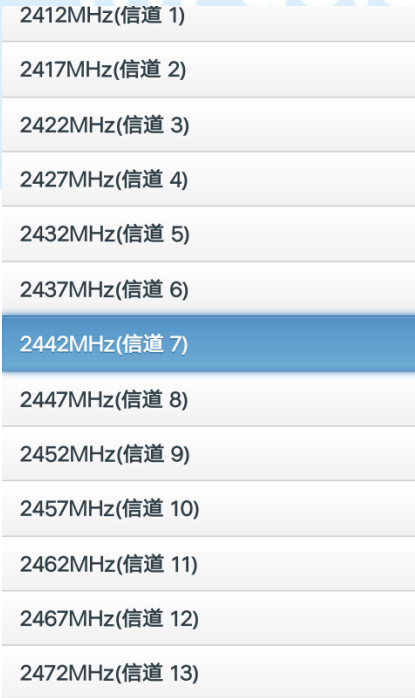 2412MHz(信道 1)
2417MHz(信道 2)
2422MHz(信道 3)
2427MHz(信道 4)
2432MHz(信道 5)
2437MHz(信道 6)
2442MHz(信道 7)
2447MHz(信道 8)
2452MHz(信道 9)
2457MHz(信道 10)
2462MHz(信道 11)
2467MHz(信道 12)
2472MHz(信道 13)